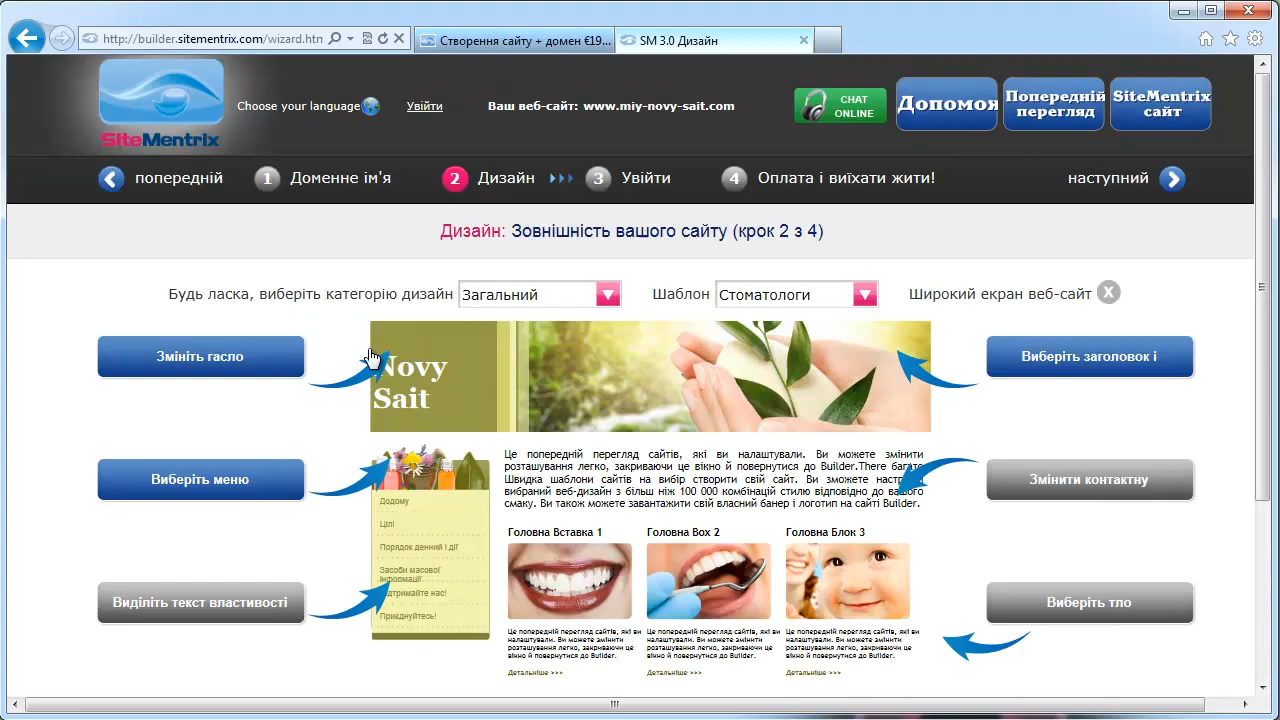 http://builder.sitementrix.com/wizard.htm
Створення сайту + домен €19...
SM 3.0 Дизайн
SiteMentrix
Choose your language
Увійти
Ваш веб-сайт: www.miy-novy-sait.com
CHAT
ONLINE
Допомоя
Попередній
перегляд
SiteMentrix
сайт
попередній
1 Доменне ім'я
2 Дизайн
3 Увійти
4 Оплата і виїхати жити!
наступний
Дизайн: Зовнішність вашого сайту (крок 2 з 4)
Будь ласка, виберіть категорію дизайн
Загальний
Шаблон
Стоматологи
Широкий екран веб-сайт
X
Змініть гасло
Novy
Sait
Виберіть заголовок і
Виберіть меню
Це попередній перегляд сайтів, які ви налаштували. Ви можете змінити
розташування легко, закриваючи це вікно й повернутися до Builder.There багато
Швидка шаблони сайтів на вибір створити свій сайт. Ви зможете
вибраний веб-дизайн з більш ніж 100 000 комбінацій стилю відповідно до вашого
смаку. Ви також можете завантажити свій власний банер і логотип на сайті Builder.
Змінити контактну
Додому
Цілі
Порядок денний і дії
Засоби масової
інформації.
Приєднуйтесь!
Головна Вставка 1
Головна Box 2
Головна Блок 3
Виділіть текст властивості
Виберіть тло
Це попередній перегляд сайтів, які ви
налаштували. Ви можете змінити
розташування легко, закриваючи це
вікно й повернутися до Builder.
Детальніше >>>
Це попередній перегляд сайтів, які ви
налаштували. Ви можете змінити
розташування легко, закриваючи це
вікно й повернутися до Builder.
Детальніше >>>
Це попередній перегляд сайтів, які ви
налаштували. Ви можете змінити
розташування легко, закриваючи це
вікно й повернутися до Builder.
Детальніше >>>